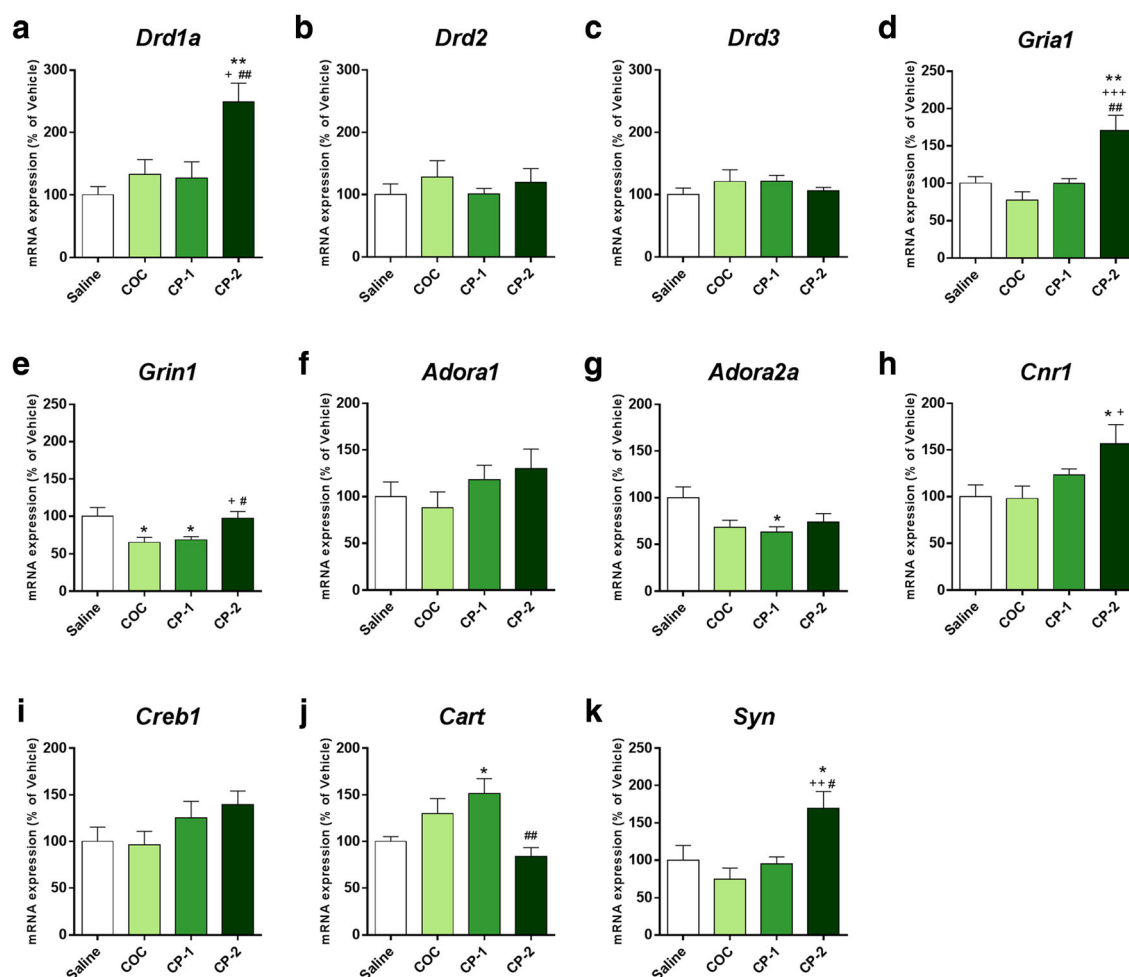 a
Drd1a
mRNA expression (% of Vehicle)
300
200
100
0
**
+ ##
Saline
COC
CP-1
CP-2
b
Drd2
mRNA expression (% of Vehicle)
300
200
100
0
Saline
COC
CP-1
CP-2
c
Drd3
mRNA expression (% of Vehicle)
300
200
100
0
Saline
COC
CP-1
CP-2
d
Gria1
mRNA expression (% of Vehicle)
250
200
150
100
50
0
**
+++
##
Saline
COC
CP-1
CP-2
e
Grin1
mRNA expression (% of Vehicle)
200
150
100
50
0
*
*
+ #
Saline
COC
CP-1
CP-2
f
Adora1
mRNA expression (% of Vehicle)
200
150
100
50
0
Saline
COC
CP-1
CP-2
g
Adora2a
mRNA expression (% of Vehicle)
200
150
100
50
0
*
Saline
COC
CP-1
CP-2
h
Cnr1
mRNA expression (% of Vehicle)
200
150
100
50
0
* +
Saline
COC
CP-1
CP-2
i
Creb1
mRNA expression (% of Vehicle)
200
150
100
50
0
Saline
COC
CP-1
CP-2
j
Cart
mRNA expression (% of Vehicle)
200
150
100
50
0
*
##
Saline
COC
CP-1
CP-2
k
Syn
mRNA expression (% of Vehicle)
250
200
150
100
50
0
*
++ #
Saline
COC
CP-1
CP-2